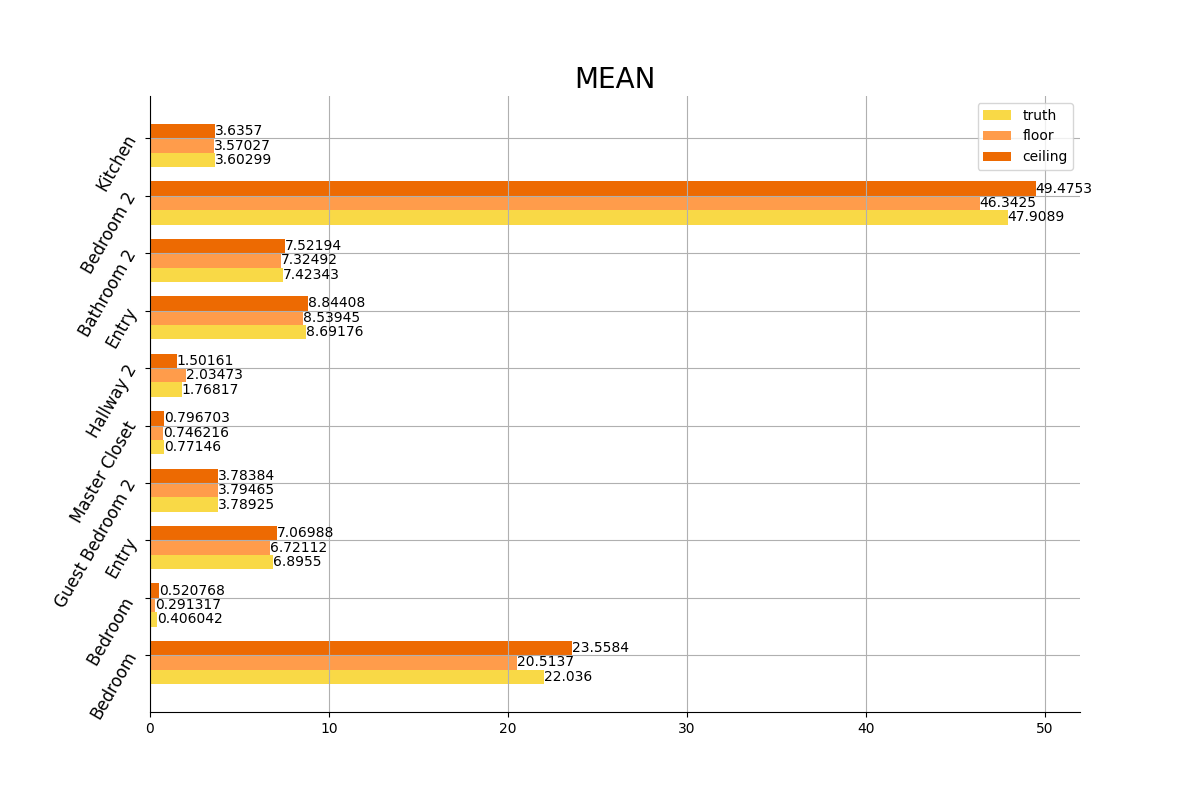 MEAN
truth
floor
ceiling
Kitchen
3.6357
3.57027
3.60299
Bedroom 2
49.4753
46.3425
47.9089
Bathroom 2
7.52194
7.32492
7.42343
Entry
8.84408
8.53945
8.69176
Hallway 2
1.50161
2.03473
1.76817
Master Closet
0.796703
0.746216
0.77146
Guest Bedroom 2
3.78384
3.79465
3.78925
Entry
7.06988
6.72112
6.8955
Bedroom
0.520768
0.291317
0.406042
Bedroom
23.5584
20.5137
22.036
0 10 20 30 40 50